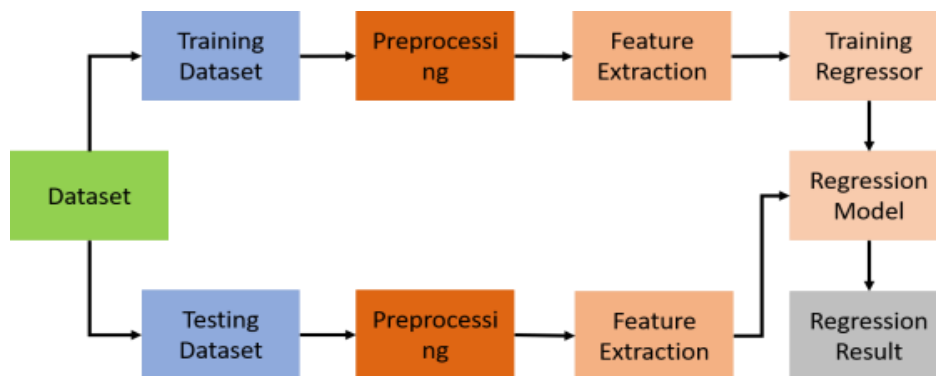 Training
Dataset
Preprocessi
ng
Feature
Extraction
Training
Regressor
Dataset
Regression
Model
Testing
Dataset
Preprocessi
ng
Feature
Extraction
Regression
Result